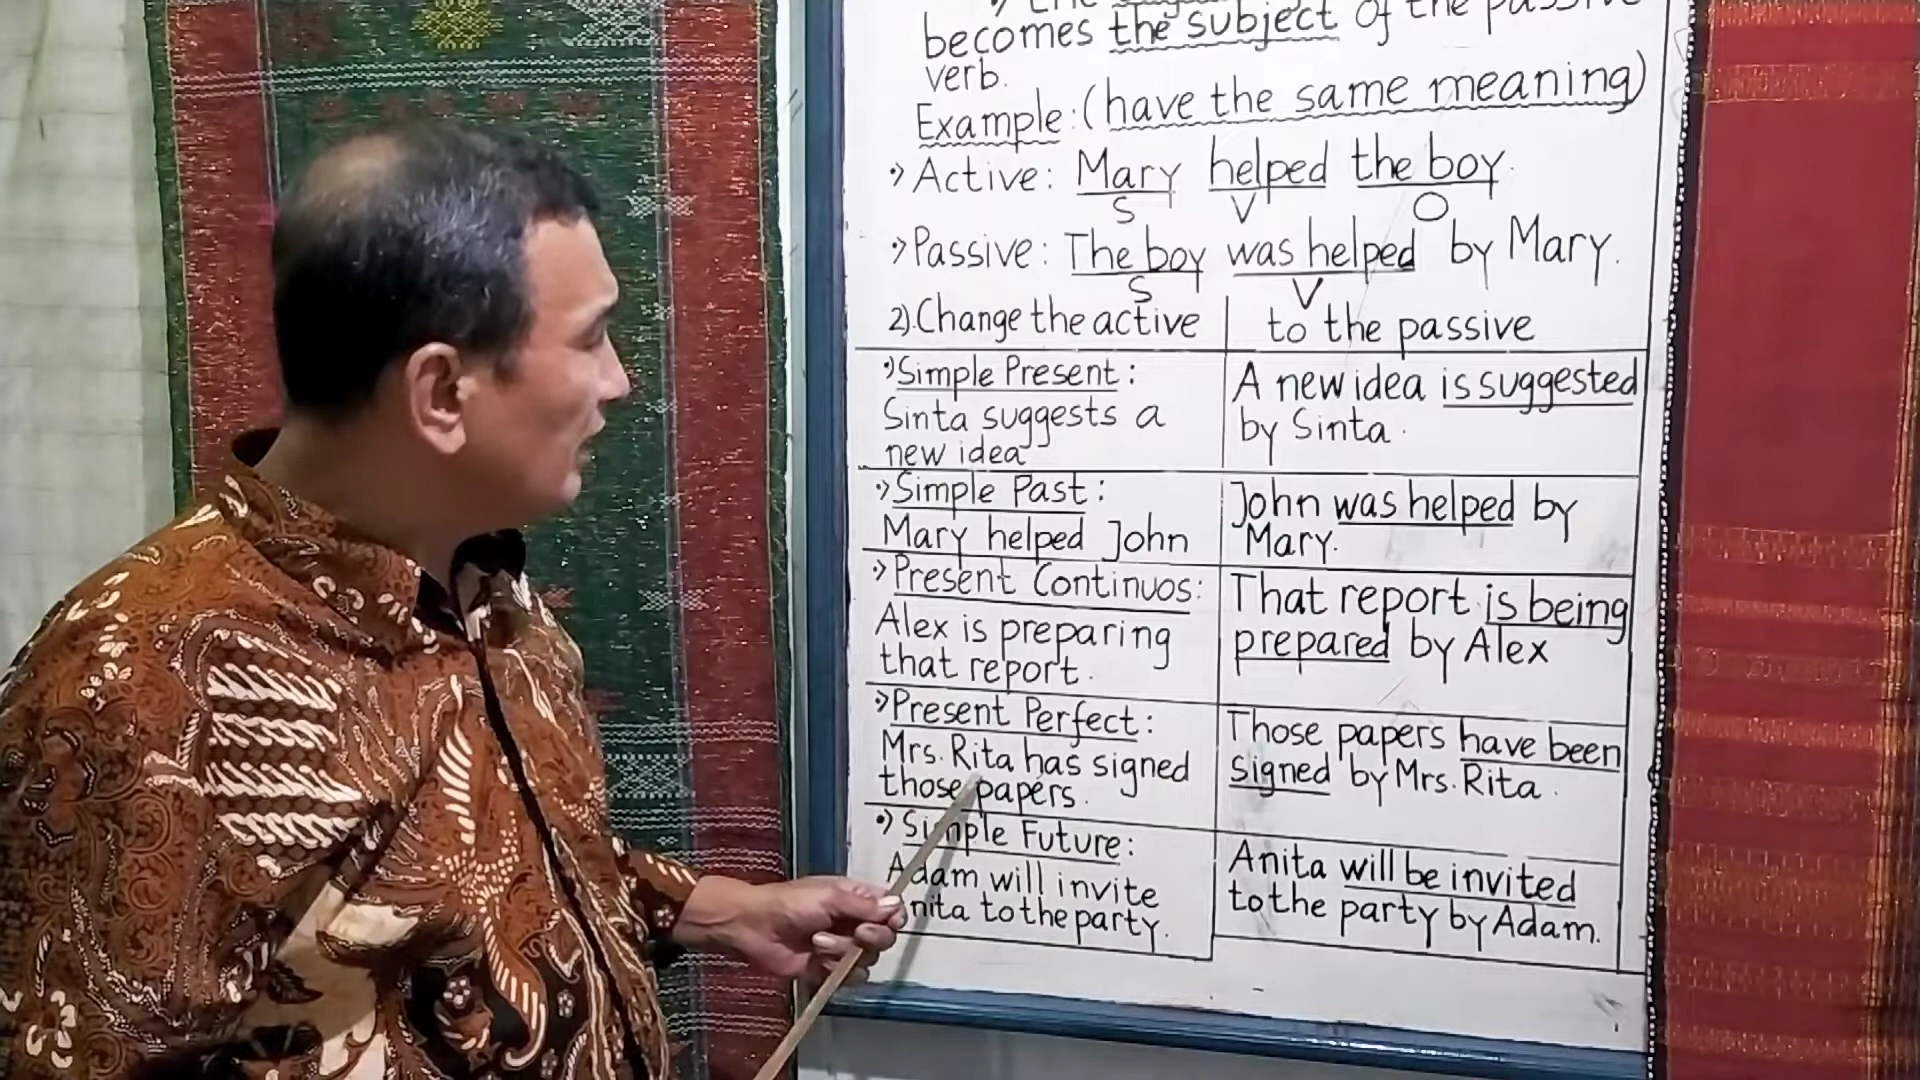 becomes the subject of the passive
verb.
Example: (have the same meaning)
Active: Mary helped the boy.
S V O
Passive: The boy was helped by Mary.
S V
2). Change the active to the passive
Simple Present:
Sinta suggests a
new idea
A new idea is suggested
by Sinta.
Simple Past:
Mary helped John
John was helped by
Mary.
Present Continuos:
Alex is preparing
that report.
That report is being
prepared by Alex
Present Perfect:
Mrs. Rita has signed
those papers.
Those papers have been
signed by Mrs. Rita.
Simple Future:
Adam will invite
Anita to the party.
Anita will be invited
to the party by Adam.